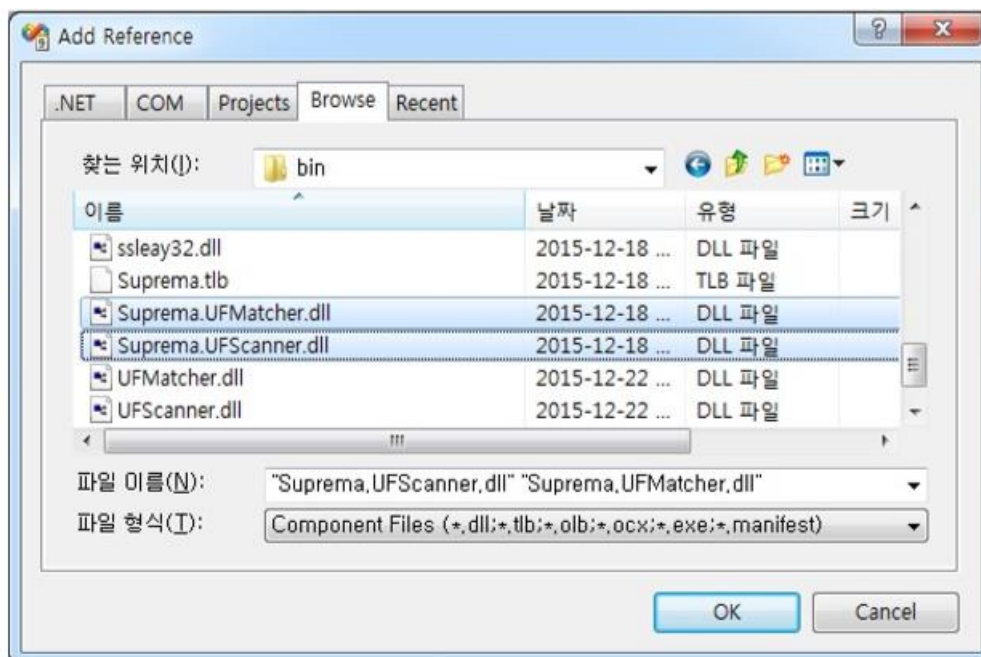 Add Reference
.NET COM Projects Browse Recent
찾는 위치(I): bin
이름 날짜 유형 크기
ssleay32.dll 2015-12-18 ... DLL 파일
Suprema.tlb 2015-12-18 ... TLB 파일
Suprema.UFMatcher.dll 2015-12-18 ... DLL 파일
Suprema.UFScanner.dll 2015-12-18 ... DLL 파일
UFMatcher.dll 2015-12-22 ... DLL 파일
UFScanner.dll 2015-12-22 ... DLL 파일
파일 이름(N): "Suprema,UFScanner,dll" "Suprema,UFMatcher,dll"
파일 형식(T): Component Files (*,dll;*,tlb;*,olb;*,ocx;*,exe;*,manifest)
OK Cancel